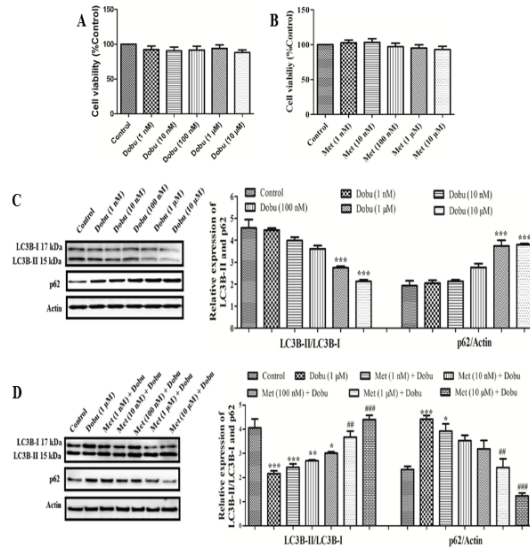 A
Cell viability (%Control)
150
100
50
0
Control
Dobu (1 nM)
Dobu (10 nM)
Dobu (100 nM)
Dobu (1 µM)
Dobu (10 µM)
B
Cell viability (%Control)
150
100
50
0
Control
Met (1 nM)
Met (10 nM)
Met (100 nM)
Met (1 µM)
Met (10 µM)
C
Control
Dobu (1 nM)
Dobu (10 nM)
Dobu (100 nM)
Dobu (1 µM)
Dobu (10 µM)
LC3B-I 17 kDa
LC3B-II 15 kDa
p62
Actin
Relative expression of
LC3B-II/LC3B-I and p62
6
5
4
3
2
1
0
Control
Dobu (1 nM)
Dobu (10 nM)
Dobu (100 nM)
Dobu (1 µM)
Dobu (10 µM)
***
***
***
***
LC3B-II/LC3B-I
p62/Actin
D
Control
Dobu (1 µM)
Met (1 nM) + Dobu
Met (10 nM) + Dobu
Met (100 nM) + Dobu
Met (1 µM) + Dobu
Met (10 µM) + Dobu
LC3B-I 17 kDa
LC3B-II 15 kDa
p62
Actin
Relative expression of
LC3B-II/LC3B-I and p62
5
4
3
2
1
0
Control
Dobu (1 µM)
Met (1 nM) + Dobu
Met (10 nM) + Dobu
Met (100 nM) + Dobu
Met (1 µM) + Dobu
Met (10 µM) + Dobu
***
***
**
*
##
###
***
*
##
###
LC3B-II/LC3B-I
p62/Actin